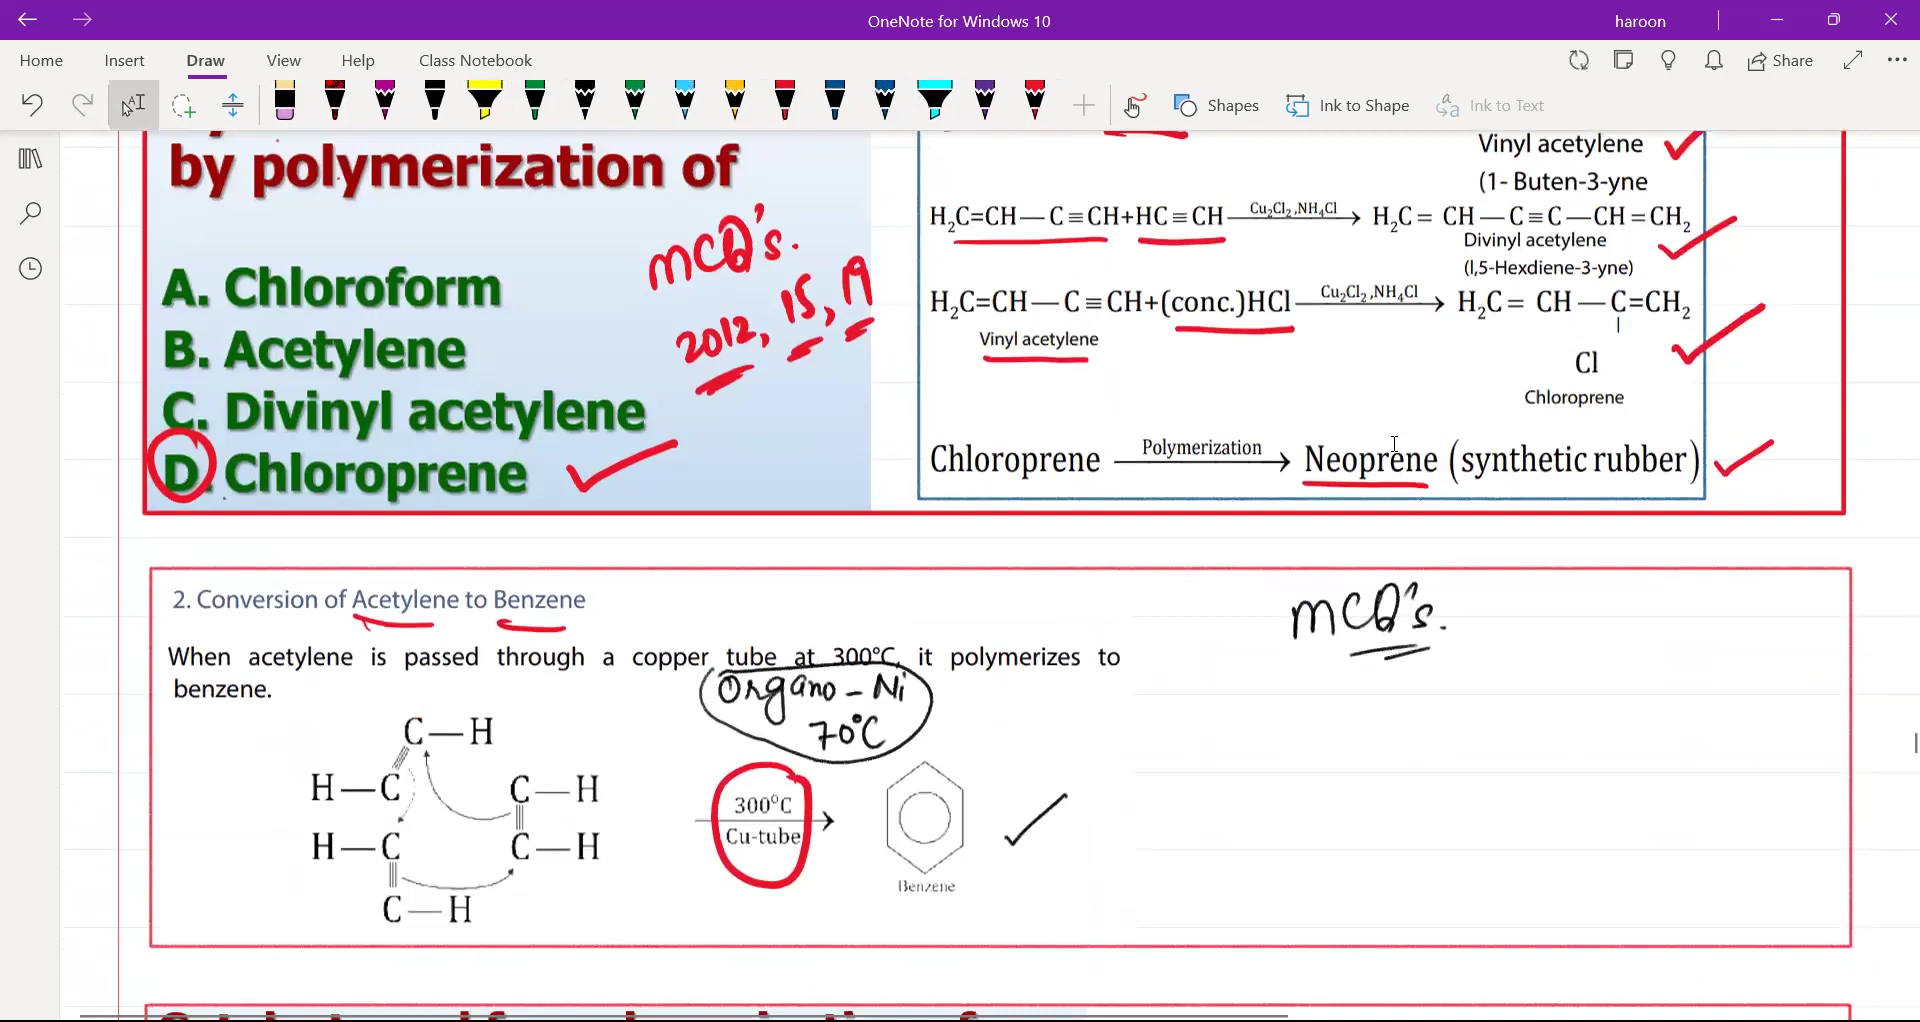 OneNote for Windows 10
haroon
Home
Insert
Draw
View
Help
Class Notebook
Share
Shapes
Ink to Shape
Ink to Text
by polymerization of
A. Chloroform
B. Acetylene
C. Divinyl acetylene
D. Chloroprene
MCQ's.
2012, 15, 19
Vinyl acetylene
(1- Buten-3-yne
H₂C=CH—C≡CH+HC≡CH Cu₂Cl₂,NH₄Cl H₂C=CH—C≡C—CH=CH₂
Divinyl acetylene
(l,5-Hexdiene-3-yne)
H₂C=CH—C≡CH+(conc.)HCl Cu₂Cl₂,NH₄Cl H₂C=CH—C=CH₂
Vinyl acetylene
Cl
Chloroprene
Chloroprene Polymerization Neoprene (synthetic rubber)
2. Conversion of Acetylene to Benzene
MCQ's.
When acetylene is passed through a copper tube at 300°C, it polymerizes to
benzene.
Organo - Ni
70°C
C—H
H—C
C—H
H—C
C—H
C—H
300°C
Cu-tube
Benzene